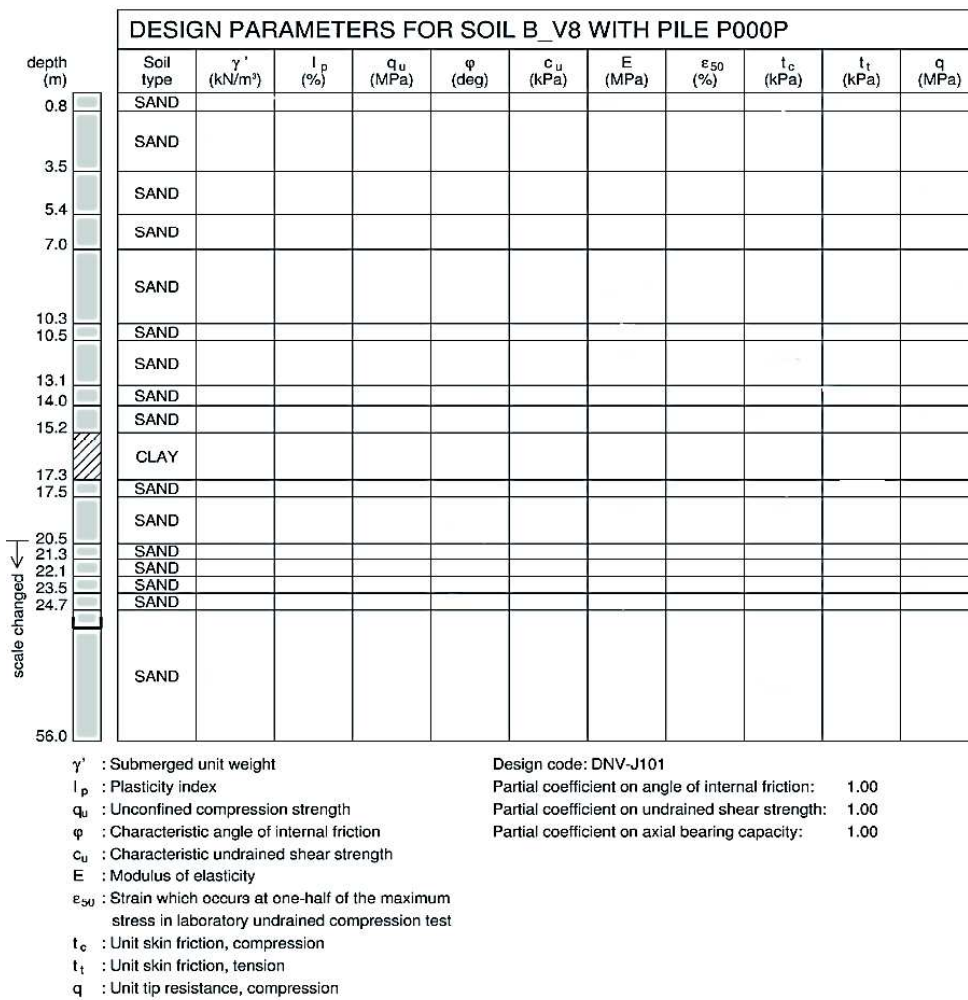 DESIGN PARAMETERS FOR SOIL B_V8 WITH PILE P000P
depth (m) Soil type γ' (kN/m³) I p (%) q u (MPa) φ (deg) c u (kPa) E (MPa) ε 50 (%) t c (kPa) t t (kPa) q (MPa)
0.8 SAND
3.5 SAND
5.4 SAND
7.0 SAND
10.3 SAND
10.5 SAND
13.1 SAND
14.0 SAND
15.2 SAND
17.3 CLAY
17.5 SAND
20.5 SAND
21.3 SAND
22.1 SAND
23.5 SAND
24.7 SAND
56.0 SAND
scale changed
γ' : Submerged unit weight
I p : Plasticity index
q u : Unconfined compression strength
φ : Characteristic angle of internal friction
c u : Characteristic undrained shear strength
E : Modulus of elasticity
ε 50 : Strain which occurs at one-half of the maximum
stress in laboratory undrained compression test
t c : Unit skin friction, compression
t t : Unit skin friction, tension
q : Unit tip resistance, compression
Design code: DNV-J101
Partial coefficient on angle of internal friction: 1.00
Partial coefficient on undrained shear strength: 1.00
Partial coefficient on axial bearing capacity: 1.00